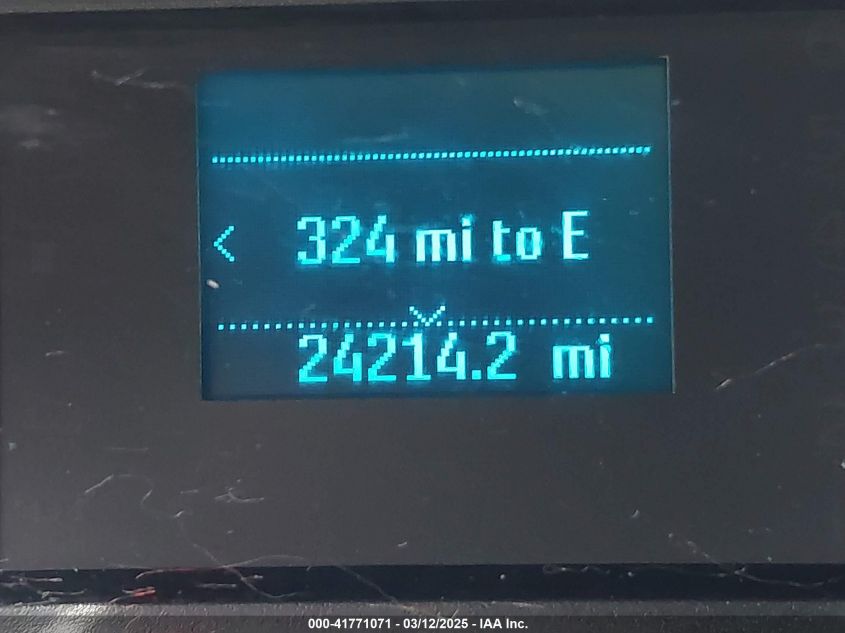 < 324 mi to E
24214.2 mi
000-41771071 - 03/12/2025 - IAA Inc.